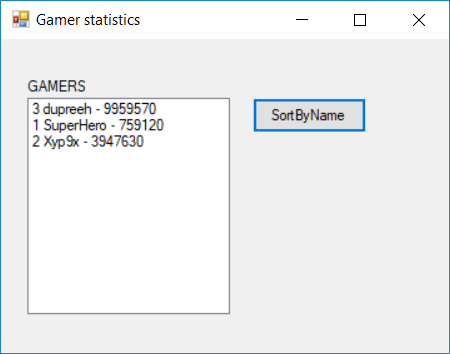 Gamer statistics
GAMERS
3 dupreeh - 9959570
1 SuperHero - 759120
2 Xyp9x - 3947630
SortByName